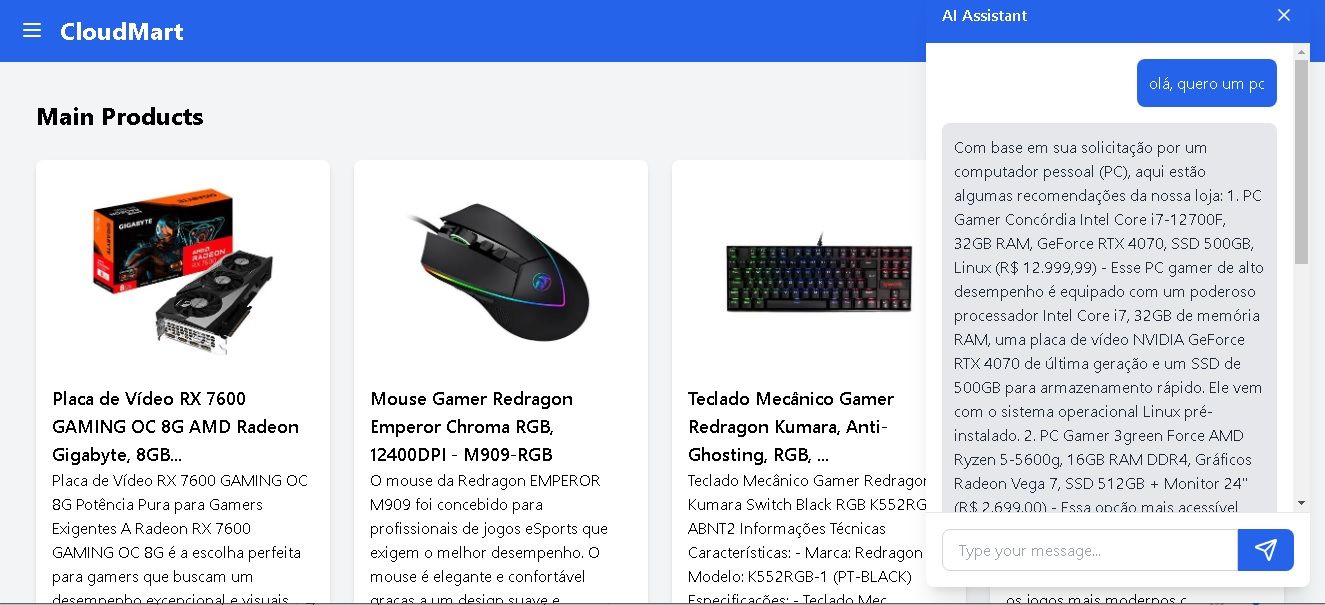 CloudMart
Main Products
GIGABYTE
Placa de Vídeo RX 7600
GAMING OC 8G AMD Radeon
Gigabyte, 8GB...
Placa de Vídeo RX 7600 GAMING OC
8G Potência Pura para Gamers
Exigentes A Radeon RX 7600
GAMING OC 8G é a escolha perfeita
para gamers que buscam um
desempenho excepcional e visuais
Mouse Gamer Redragon
Emperor Chroma RGB,
12400DPI - M909-RGB
O mouse da Redragon EMPEROR
M909 foi concebido para
profissionais de jogos eSports que
exigem o melhor desempenho. O
mouse é elegante e confortável
graças a um design suave e
Teclado Mecânico Gamer
Redragon Kumara, Anti-
Ghosting, RGB, ...
Teclado Mecânico Gamer Redragon
Kumara Switch Black RGB K552RG
ABNT2 Informações Técnicas
Características: - Marca: Redragon
Modelo: K552RGB-1 (PT-BLACK)
Especificações: - Teclado Mec
os jogos mais modernos c
AI Assistant
olá, quero um pc
Com base em sua solicitação por um
computador pessoal (PC), aqui estão
algumas recomendações da nossa loja: 1. PC
Gamer Concórdia Intel Core i7-12700F,
32GB RAM, GeForce RTX 4070, SSD 500GB,
Linux (R$ 12.999,99) - Esse PC gamer de alto
desempenho é equipado com um poderoso
processador Intel Core i7, 32GB de memória
RAM, uma placa de vídeo NVIDIA GeForce
RTX 4070 de última geração e um SSD de
500GB para armazenamento rápido. Ele vem
com o sistema operacional Linux pré-
instalado. 2. PC Gamer 3green Force AMD
Ryzen 5-5600g, 16GB RAM DDR4, Gráficos
Radeon Vega 7, SSD 512GB + Monitor 24"
(R$ 2.699,00) - Essa opção mais acessível
Type your message...